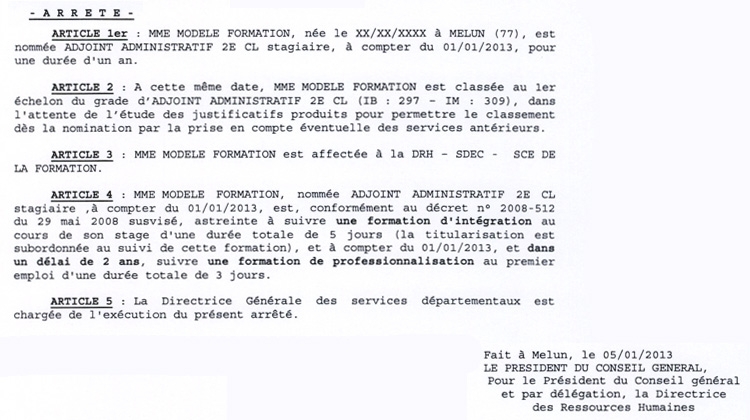 - A R R E T E -
ARTICLE 1er : MME MODELE FORMATION, née le XX/XX/XXXX à MELUN (77), est
nommée ADJOINT ADMINISTRATIF 2E CL stagiaire, à compter du 01/01/2013, pour
une durée d'un an.
ARTICLE 2 : A cette même date, MME MODELE FORMATION est classée au 1er
échelon du grade d'ADJOINT ADMINISTRATIF 2E CL (IB : 297 - IM : 309), dans
l'attente de l'étude des justificatifs produits pour permettre le classement
dès la nomination par la prise en compte éventuelle des services antérieurs.
ARTICLE 3 : MME MODELE FORMATION est affectée à la DRH - SDEC - SCE DE
LA FORMATION.
ARTICLE 4 : MME MODELE FORMATION, nommée ADJOINT ADMINISTRATIF 2E CL
stagiaire ,à compter du 01/01/2013, est, conformément au décret n° 2008-512
du 29 mai 2008 susvisé, astreinte à suivre une formation d'intégration au
cours de son stage d'une durée totale de 5 jours (la titularisation est
subordonnée au suivi de cette formation), et à compter du 01/01/2013, et dans
un délai de 2 ans, suivre une formation de professionnalisation au premier
emploi d'une durée totale de 3 jours.
ARTICLE 5 : La Directrice Générale des services départementaux est
chargée de l'exécution du présent arrêté.
Fait à Melun, le 05/01/2013
LE PRESIDENT DU CONSEIL GENERAL,
Pour le Président du Conseil général
et par délégation, la Directrice
des Ressources Humaines